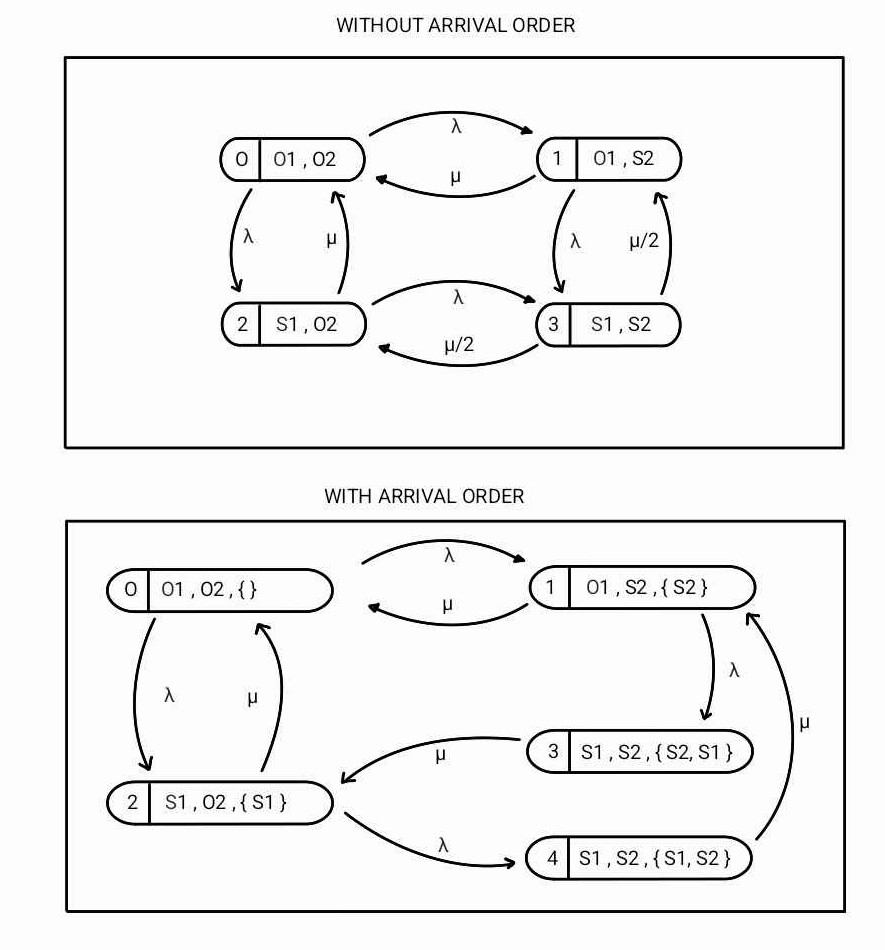 WITHOUT ARRIVAL ORDER
λ
0 O1 , O2
1 O1 , S2
μ
λ
μ
λ
μ/2
λ
2 S1 , O2
3 S1 , S2
μ/2
WITH ARRIVAL ORDER
λ
0 O1 , O2 , { }
1 O1 , S2 , { S2 }
μ
λ
μ
λ
μ
3 S1 , S2 , { S2, S1 }
μ
2 S1 , O2 , { S1 }
λ
4 S1 , S2 , { S1, S2 }